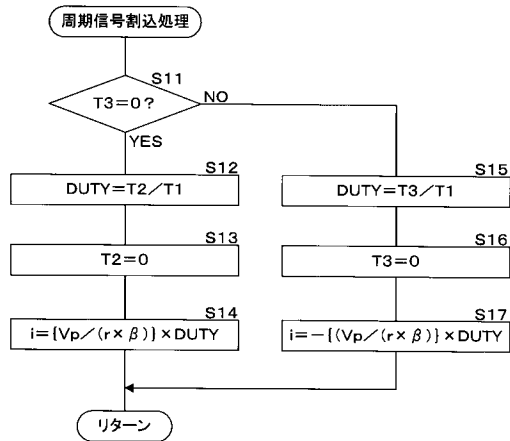 周期信号割込処理
S11
T3=0?
NO
YES
S12
DUTY=T2/T1
S13
T2=0
S14
i={Vp/(r×β)}×DUTY
S15
DUTY=T3/T1
S16
T3=0
S17
i=-{(Vp/(r×β)}×DUTY
リターン